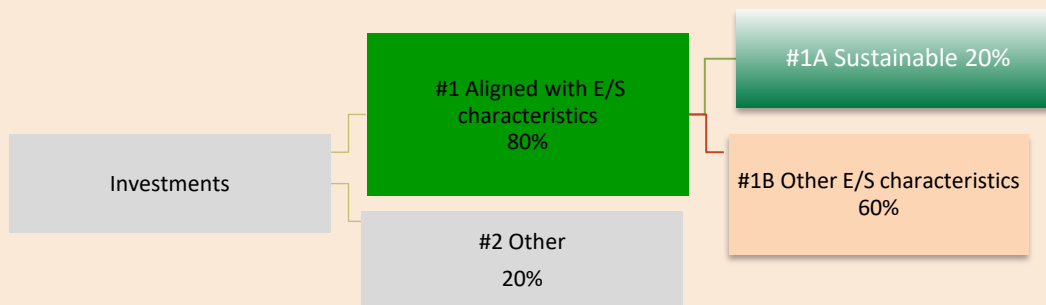 Investments
#1 Aligned with E/S
characteristics
80%
#2 Other
20%
#1A Sustainable 20%
#1B Other E/S characteristics
60%